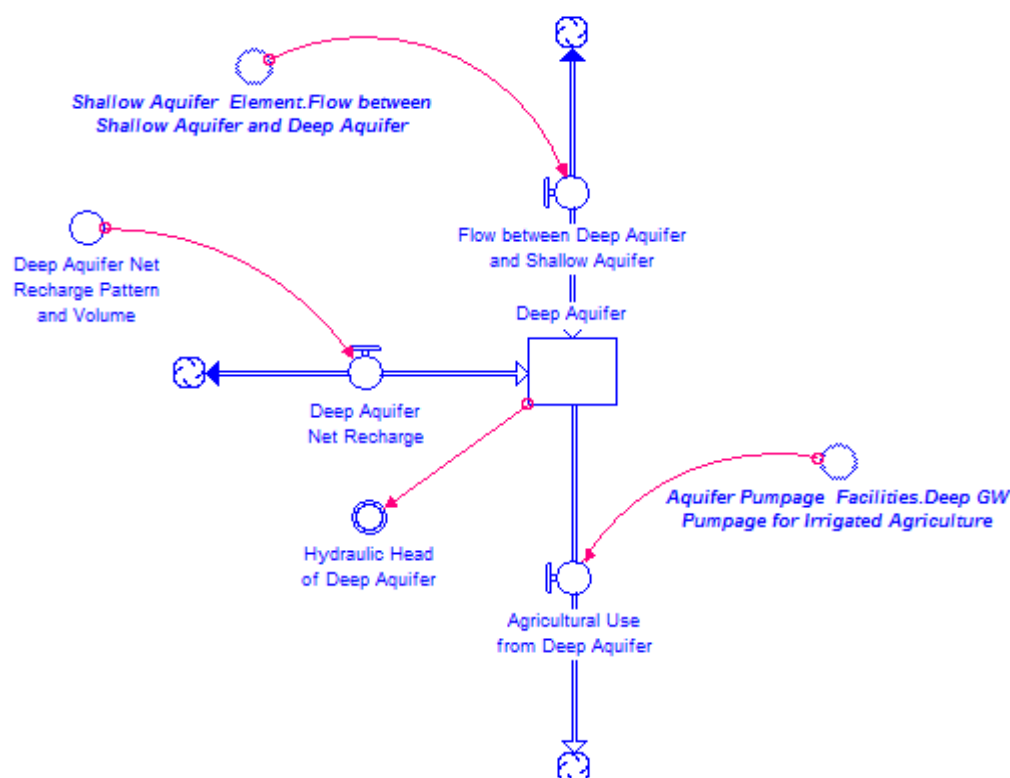 Shallow Aquifer Element.Flow between
Shallow Aquifer and Deep Aquifer
Deep Aquifer Net
Recharge Pattern
and Volume
Flow between Deep Aquifer
and Shallow Aquifer
Deep Aquifer
Deep Aquifer
Net Recharge
Hydraulic Head
of Deep Aquifer
Aquifer Pumpage Facilities.Deep GW
Pumpage for Irrigated Agriculture
Agricultural Use
from Deep Aquifer